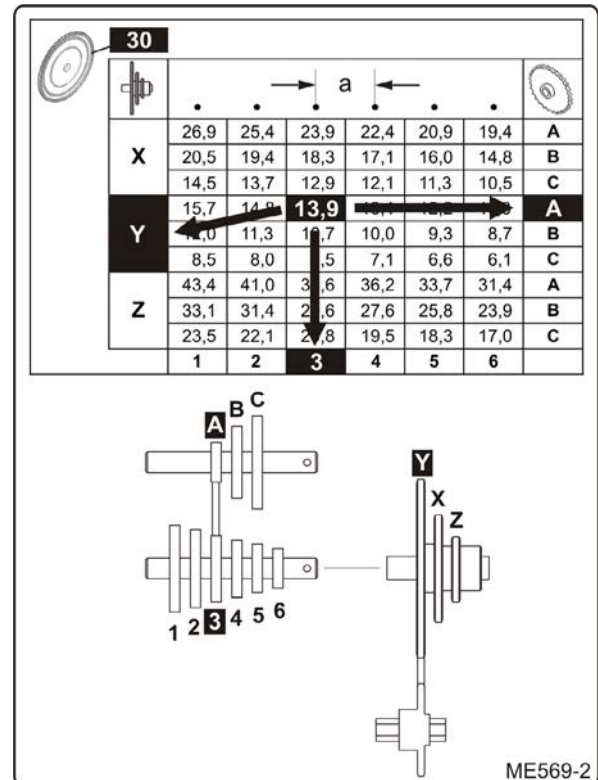 30
a
26,9 25,4 23,9 22,4 20,9 19,4 A
X 20,5 19,4 18,3 17,1 16,0 14,8 B
14,5 13,7 12,9 12,1 11,3 10,5 C
15,7 14,8 13,9 A
Y 11,3 10,0 9,3 8,7 B
8,5 8,0 7,1 6,6 6,1 C
43,4 41,0 36,2 33,7 31,4 A
Z 33,1 31,4 27,6 25,8 23,9 B
23,5 22,1 19,5 18,3 17,0 C
1 2 3 4 5 6
A B C
1 2 3 4 5 6
Y X Z
ME569-2